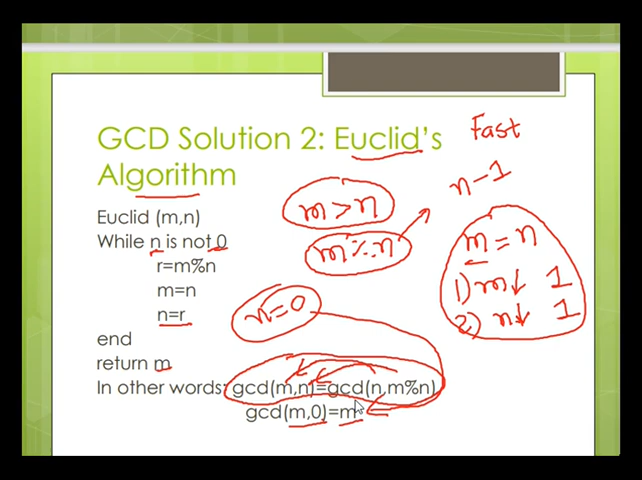 GCD Solution 2: Euclid's
Algorithm
Fast
n-1
Euclid (m,n)
m>n
While n is not 0
m%n
m=n
r=m%n
1) m↓ 1
m=n
n=0
2) n↓ 1
n=r
end
return m
In other words: gcd(m,n)=gcd(n,m%n)
gcd(m,0)=m